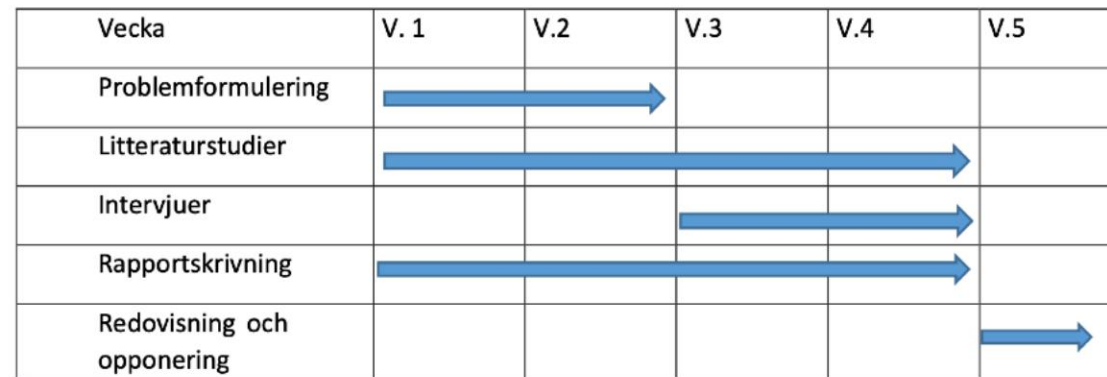 Vecka V. 1 V.2 V.3 V.4 V.5
Problemformulering
Litteraturstudier
Intervjuer
Rapportskrivning
Redovisning och
opponering